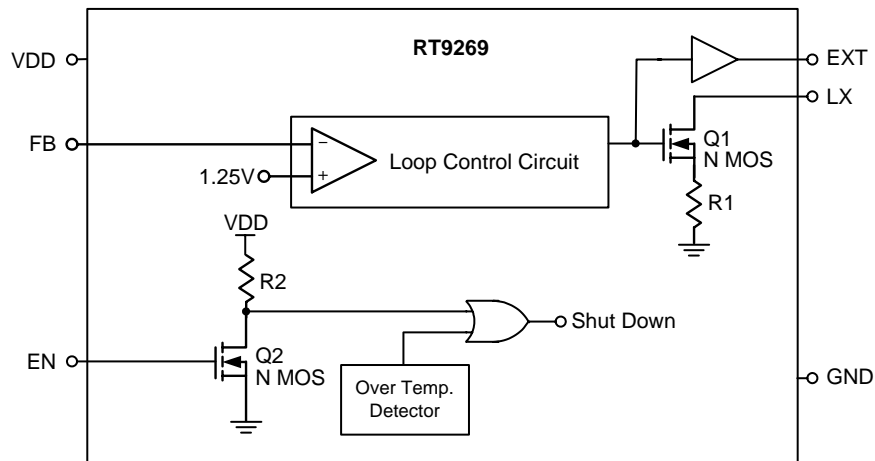 RT9269
VDD
EXT
LX
FB
−
+
1.25V
Loop Control Circuit
Q1
N MOS
R1
VDD
R2
Shut Down
EN
Q2
N MOS
Over Temp.
Detector
GND